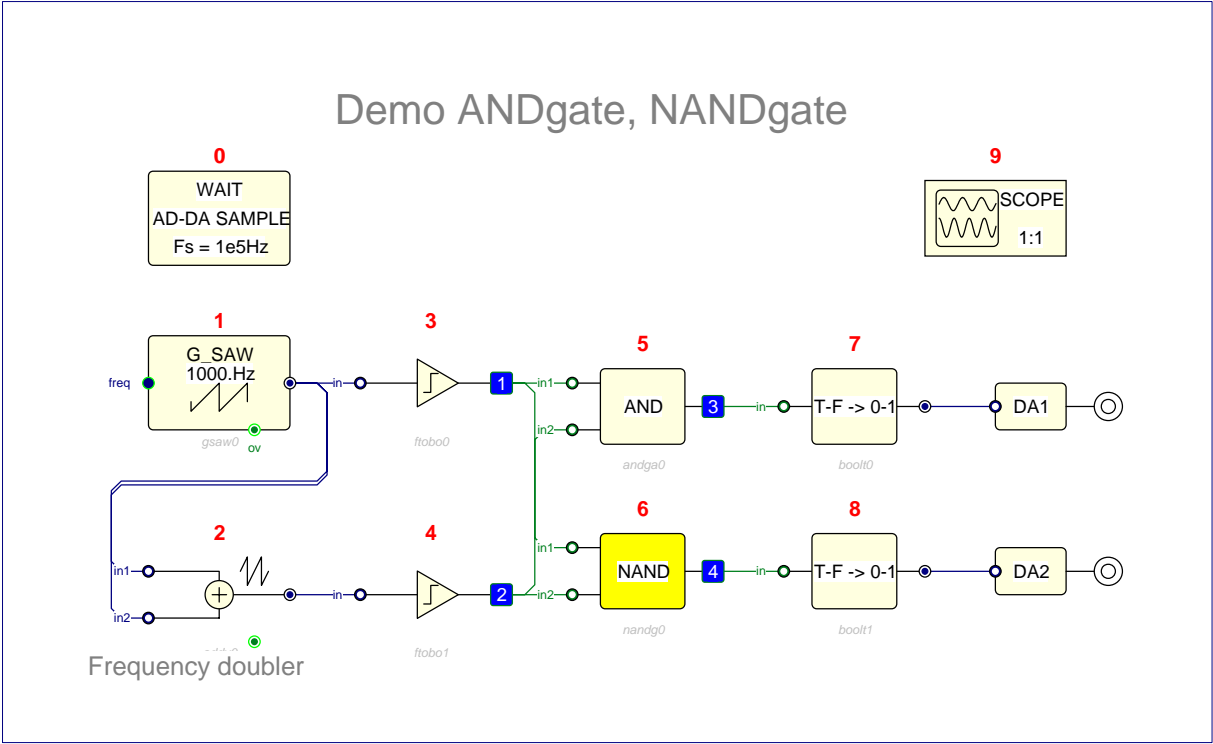 Demo ANDgate, NANDgate
0
9
WAIT
AD-DA SAMPLE
Fs = 1e5Hz
SCOPE
1:1
1
3
5
7
G_SAW
1000.Hz
freq
in
1
in1
in2
AND
3
in
T-F -> 0-1
DA1
gsaw0
ov
ftobo0
andga0
boolt0
2
4
6
8
in1
in2
in
2
in1
in2
NAND
4
in
T-F -> 0-1
DA2
ftobo1
nandg0
boolt1
Frequency doubler